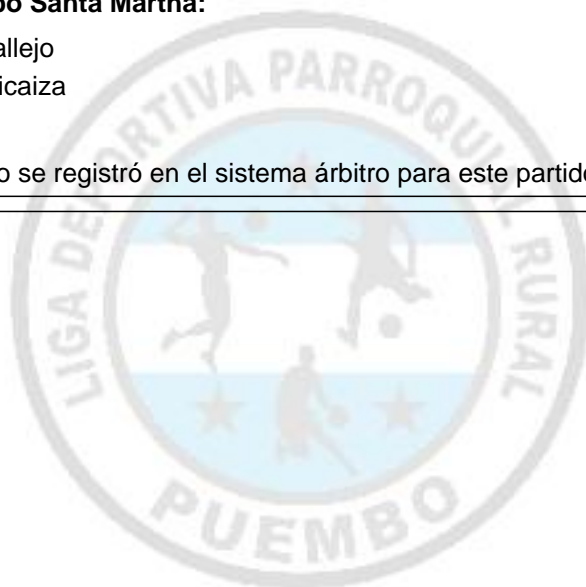 po Santa Martha:
allejo
icaiza
o se registró en el sistema árbitro para este partid
LIGA DEPORTIVA PARROQUIAL RURAL
PUEMBO